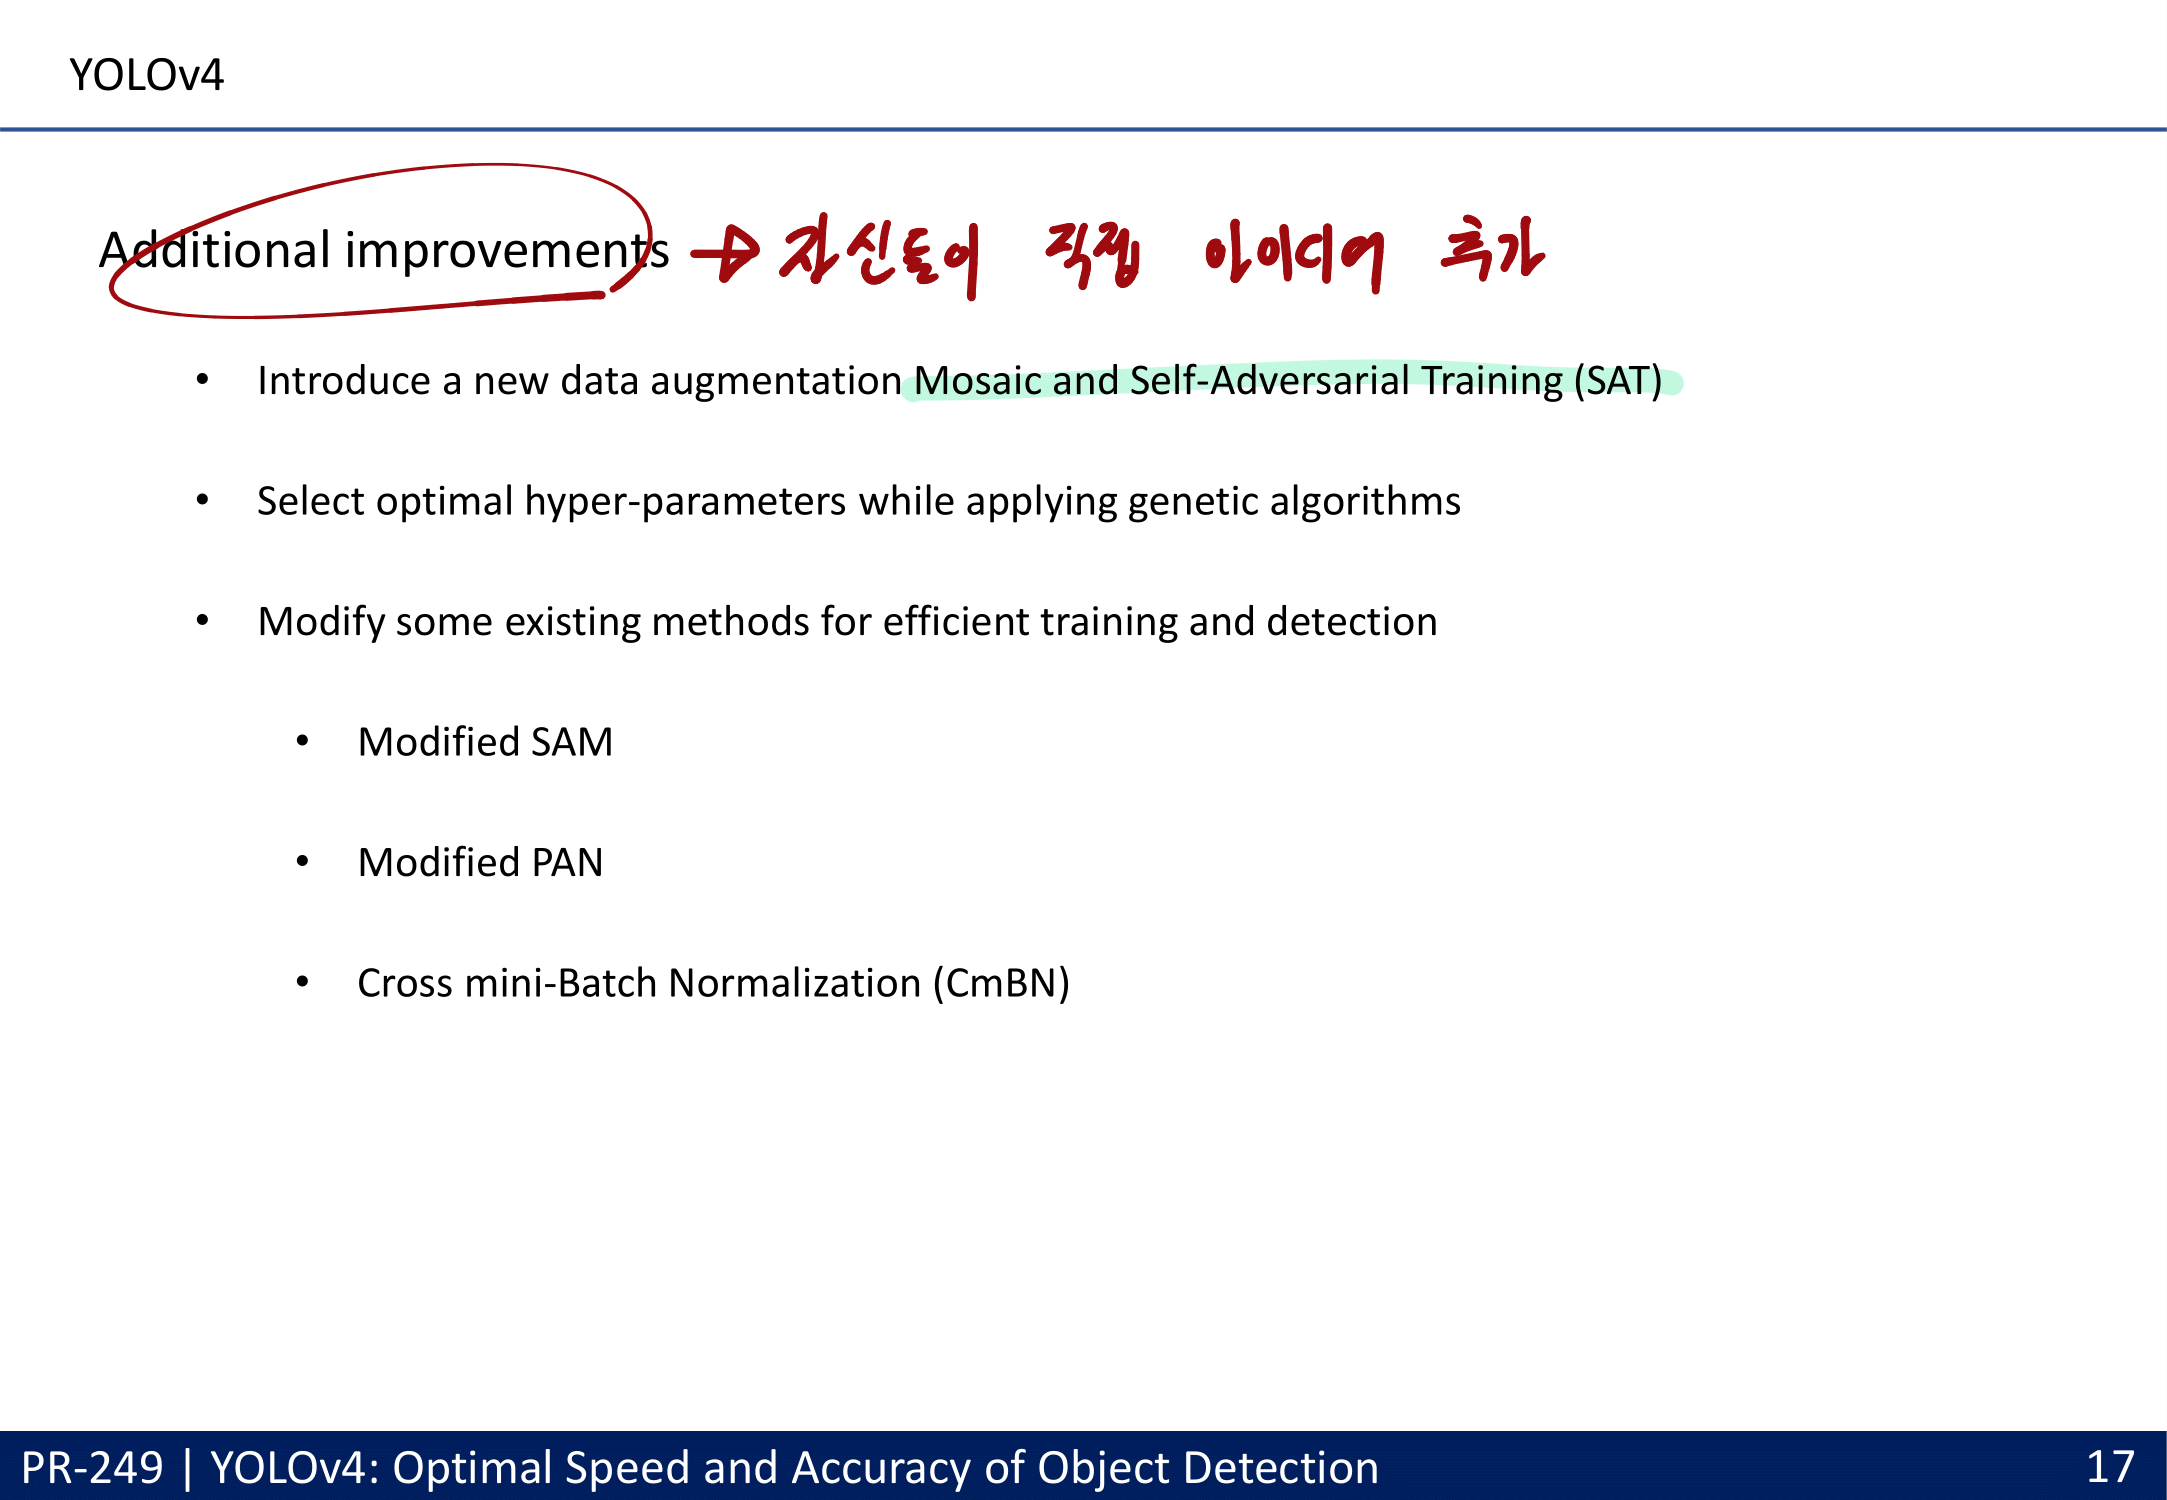 YOLOv4
Additional improvements → 자신들이 직접 아이디어 추가
• Introduce a new data augmentation Mosaic and Self-Adversarial Training (SAT)
• Select optimal hyper-parameters while applying genetic algorithms
• Modify some existing methods for efficient training and detection
• Modified SAM
• Modified PAN
• Cross mini-Batch Normalization (CmBN)
PR-249 | YOLOv4: Optimal Speed and Accuracy of Object Detection 17